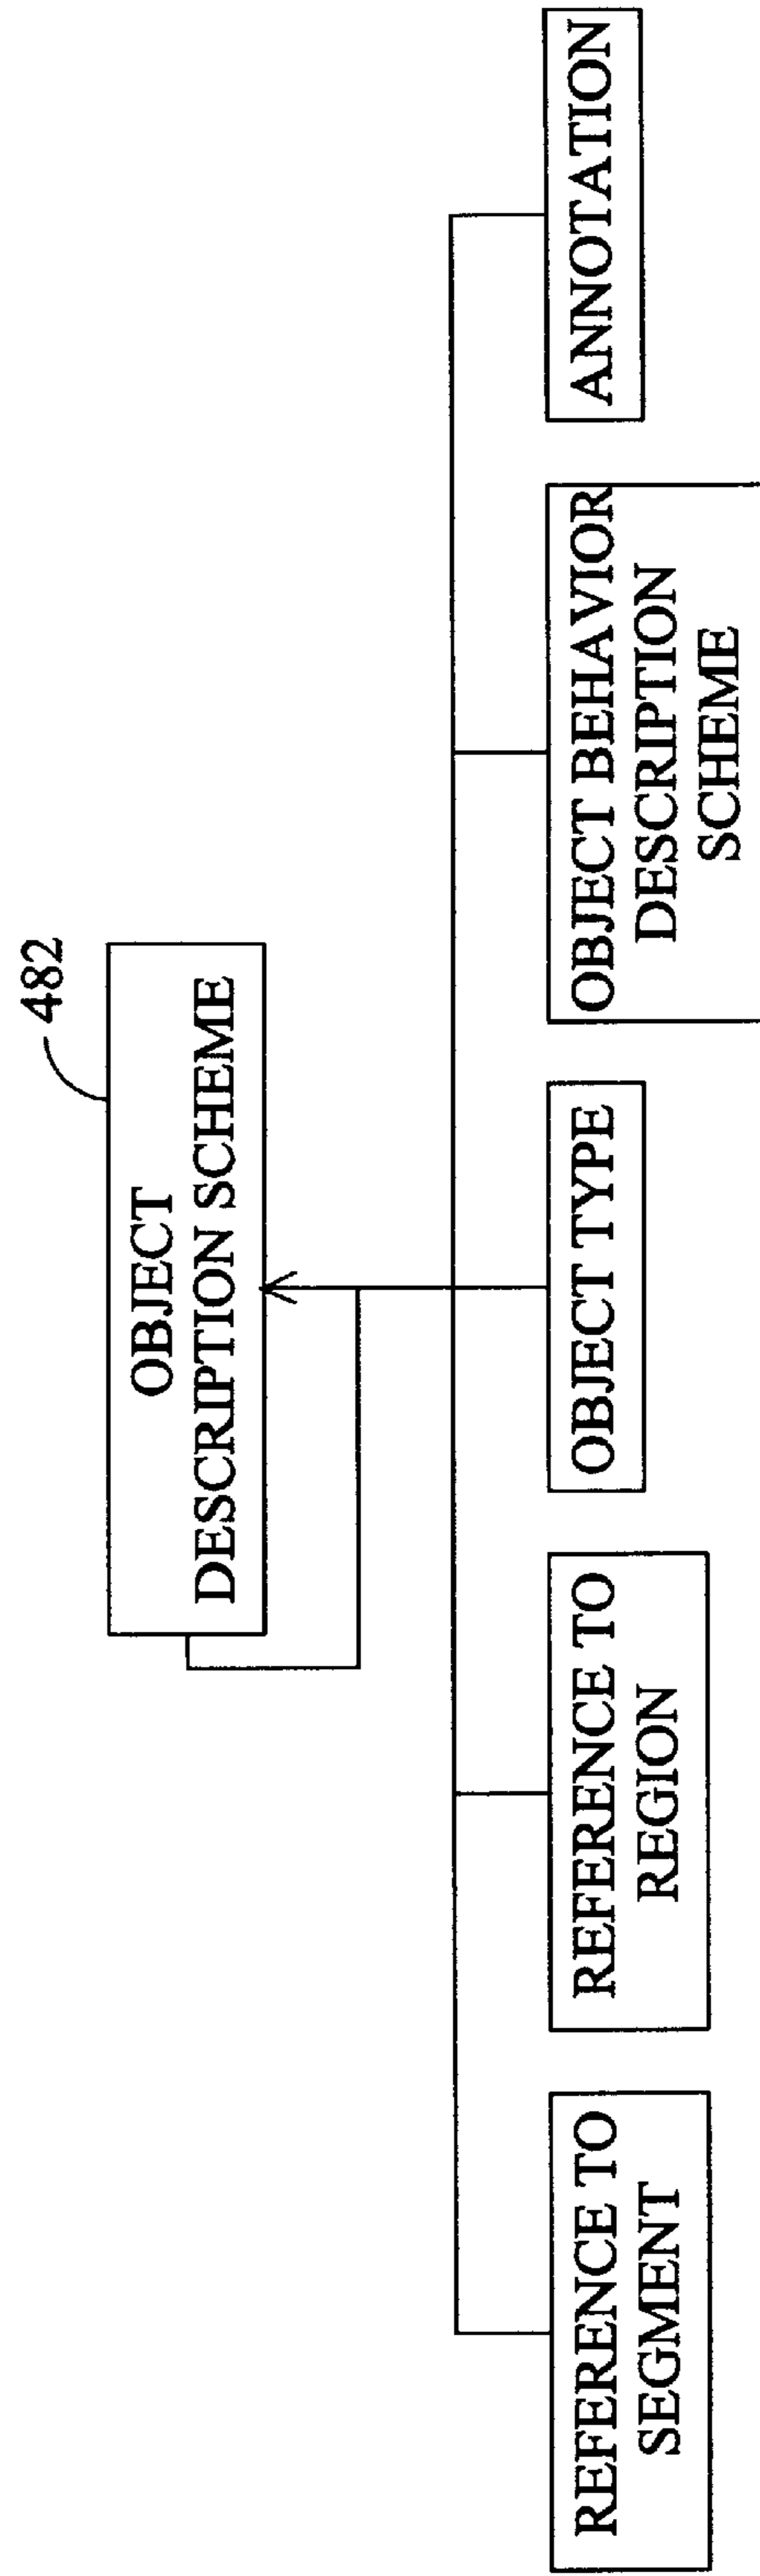 482
OBJECT
DESCRIPTION SCHEME
REFERENCE TO
SEGMENT
REFERENCE TO
REGION
OBJECT TYPE
OBJECT BEHAVIOR
DESCRIPTION
SCHEME
ANNOTATION